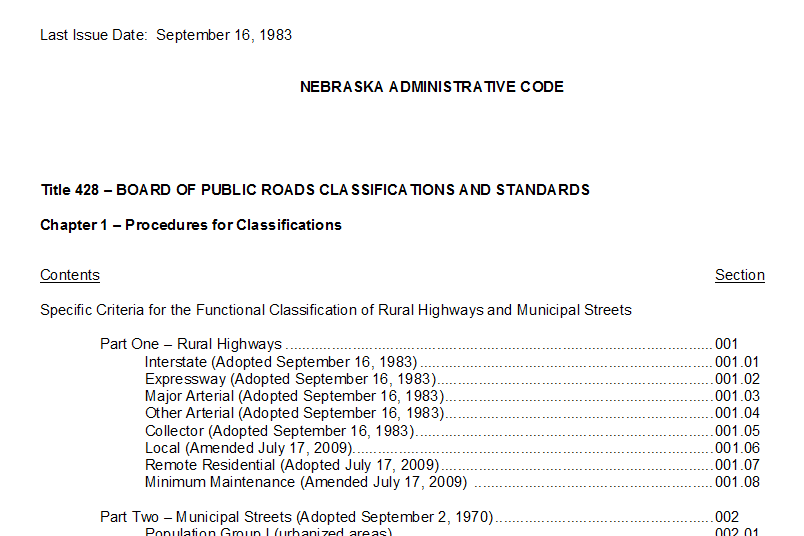 Last Issue Date:  September 16, 1983
NEBRASKA ADMINISTRATIVE CODE
Title 428 – BOARD OF PUBLIC ROADS CLASSIFICATIONS AND STANDARDS
Chapter 1 – Procedures for Classifications
Contents Section
Specific Criteria for the Functional Classification of Rural Highways and Municipal Streets
Part One – Rural Highways ........ 001
Interstate (Adopted September 16, 1983) ........ 001.01
Expressway (Adopted September 16, 1983) ........ 001.02
Major Arterial (Adopted September 16, 1983) ........ 001.03
Other Arterial (Adopted September 16, 1983) ........ 001.04
Collector (Adopted September 16, 1983) ........ 001.05
Local (Amended July 17, 2009) ........ 001.06
Remote Residential (Adopted July 17, 2009) ........ 001.07
Minimum Maintenance (Amended July 17, 2009) ........ 001.08
Part Two – Municipal Streets (Adopted September 2, 1970) ........ 002
Population Group I (urbanized areas) ........ 002.01